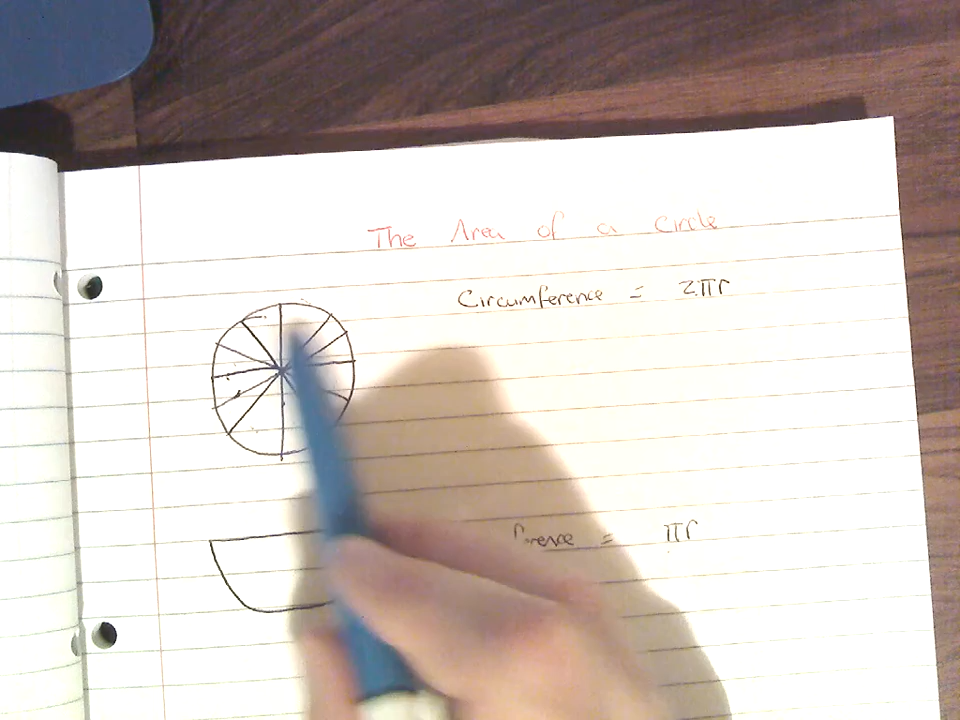 The Area of a Circle
Circumference = 2πr
= πr